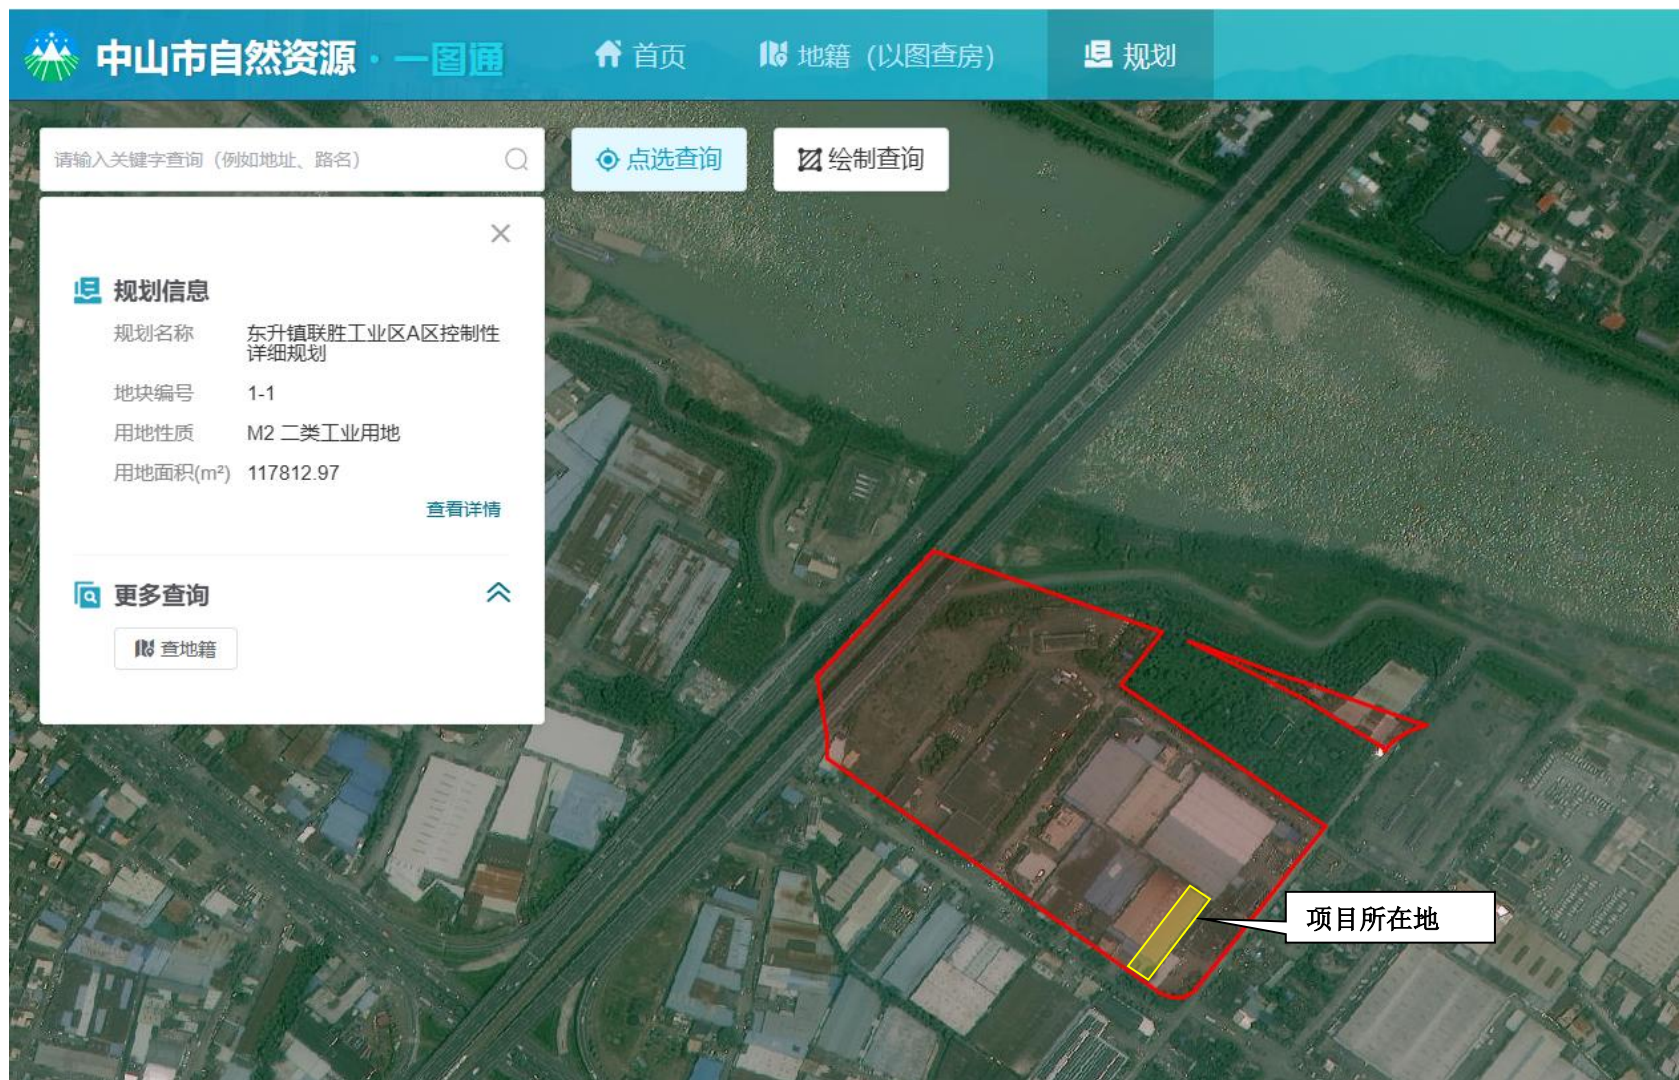 中山市自然资源·一图通
首页
地籍（以图查房）
规划
请输入关键字查询（例如地址、路名）
点选查询
绘制查询
规划信息
规划名称 东升镇联胜工业区A区控制性
详细规划
地块编号 1-1
用地性质 M2 二类工业用地
用地面积(m²) 117812.97
查看详情
更多查询
查地籍
项目所在地